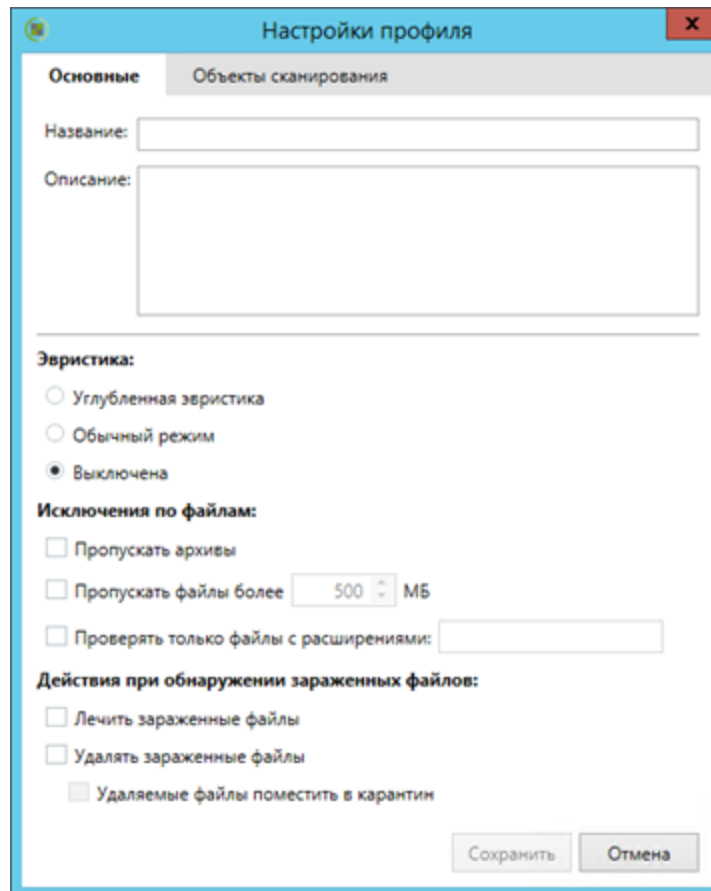 Настройки профиля
x
Основные Объекты сканирования
Название:
Описание:
Эвристика:
Углубленная эвристика
Обычный режим
Выключена
Исключения по файлам:
Пропускать архивы
Пропускать файлы более 500 МБ
Проверять только файлы с расширениями:
Действия при обнаружении зараженных файлов:
Лечить зараженные файлы
Удалять зараженные файлы
Удаляемые файлы поместить в карантин
Сохранить Отмена